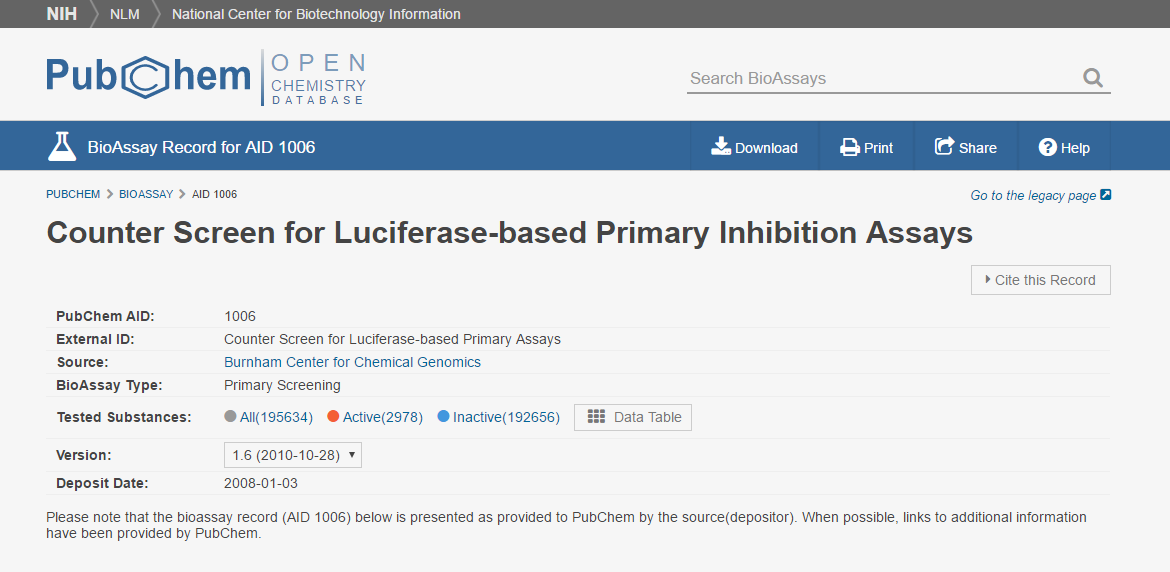 NIH NLM National Center for Biotechnology Information
PubChem OPEN CHEMISTRY DATABASE
Search BioAssays
BioAssay Record for AID 1006 Download Print Share Help
PUBCHEM BIOASSAY AID 1006 Go to the legacy page
Counter Screen for Luciferase-based Primary Inhibition Assays
Cite this Record
PubChem AID: 1006
External ID: Counter Screen for Luciferase-based Primary Assays
Source: Burnham Center for Chemical Genomics
BioAssay Type: Primary Screening
Tested Substances: All(195634) Active(2978) Inactive(192656) Data Table
Version: 1.6 (2010-10-28)
Deposit Date: 2008-01-03
Please note that the bioassay record (AID 1006) below is presented as provided to PubChem by the source(depositor). When possible, links to additional information
have been provided by PubChem.